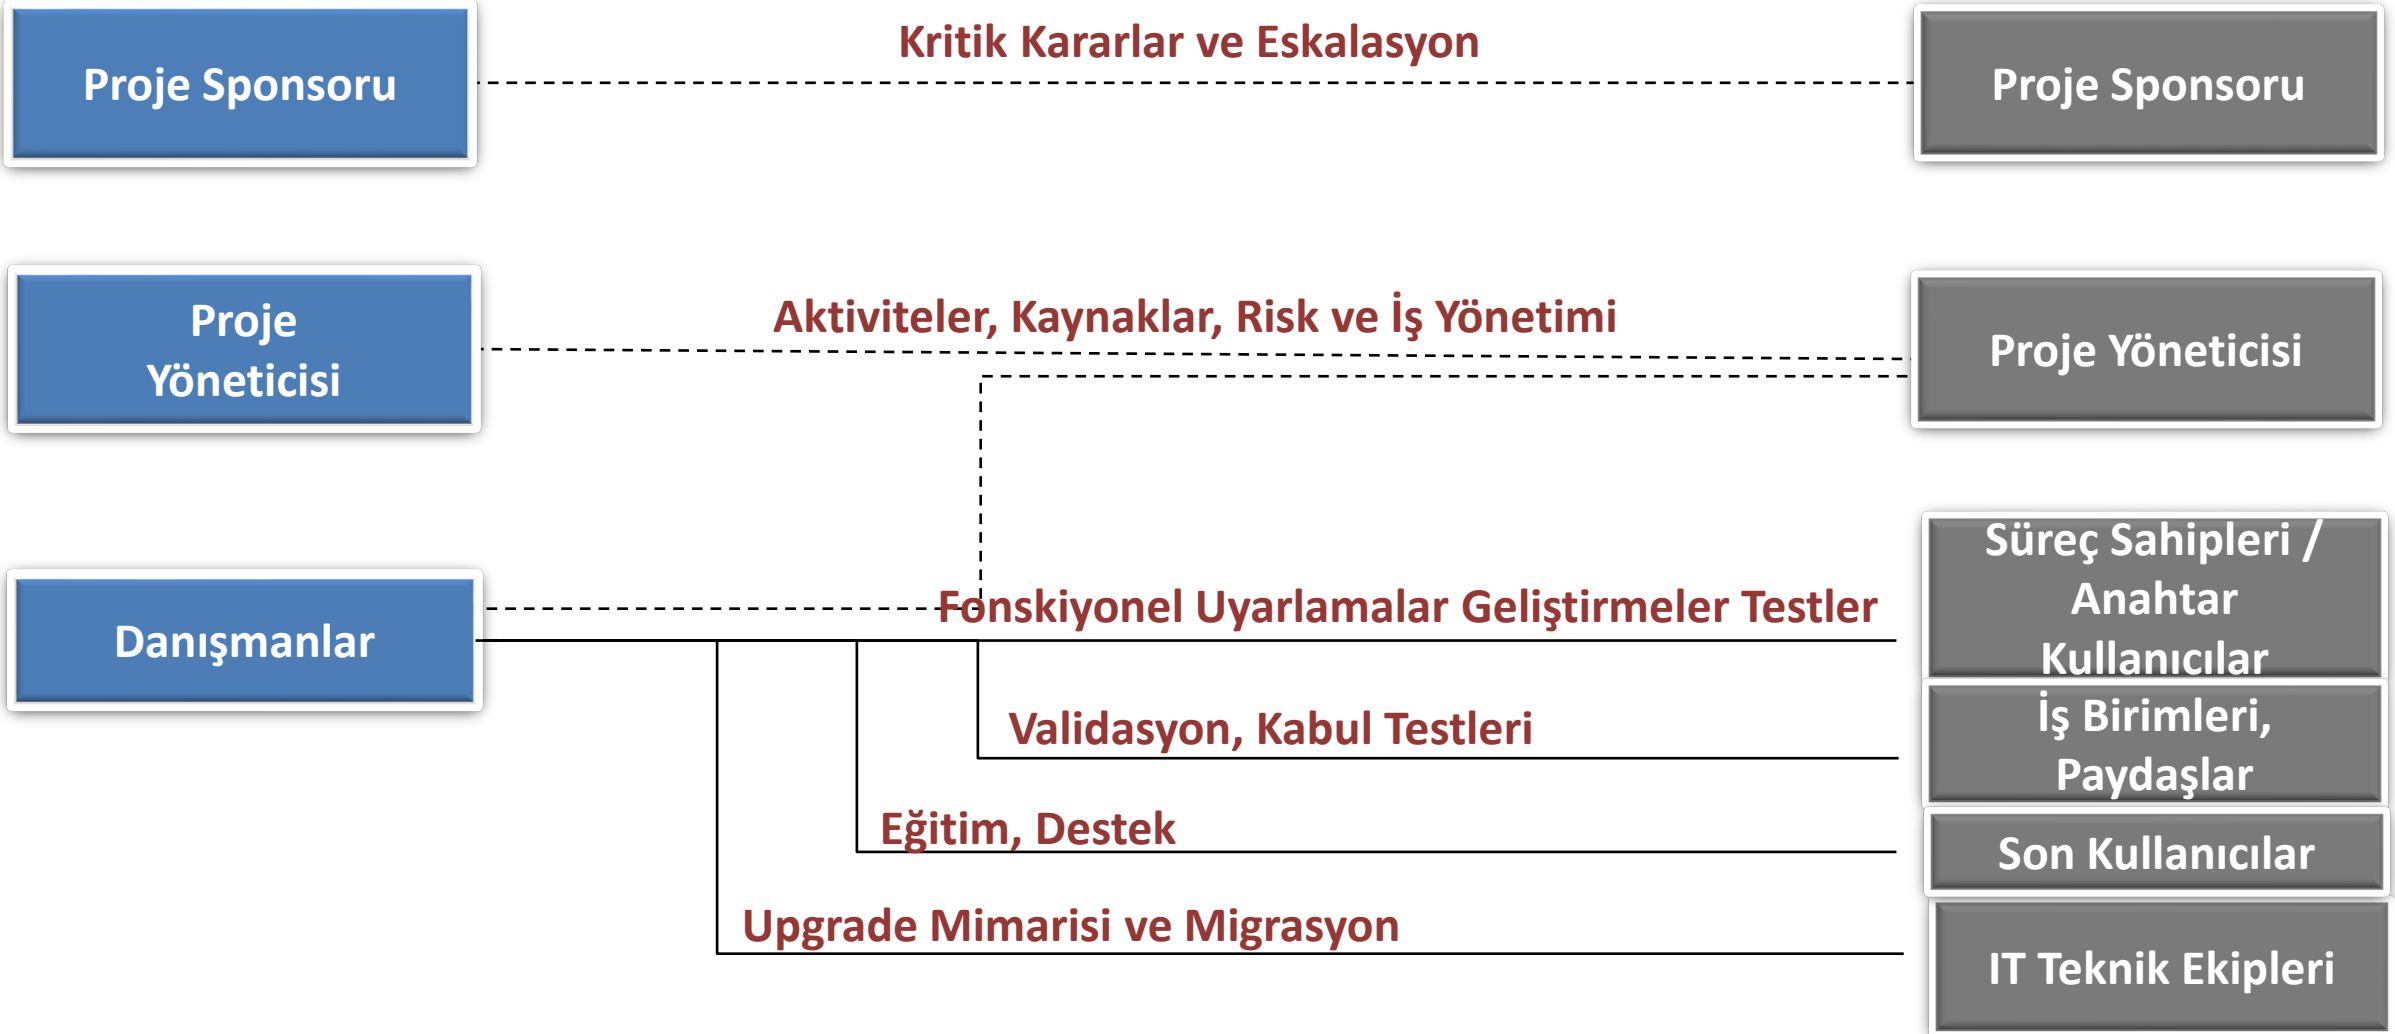 Kritik Kararlar ve Eskalasyon
Proje Sponsoru
Proje Sponsoru
Aktiviteler, Kaynaklar, Risk ve İş Yönetimi
Proje
Yöneticisi
Proje Yöneticisi
Danışmanlar
Fonskiyonel Uyarlamalar Geliştirmeler Testler
Süreç Sahipleri /
Anahtar
Kullanıcılar
Validasyon, Kabul Testleri
İş Birimleri,
Paydaşlar
Eğitim, Destek
Son Kullanıcılar
Upgrade Mimarisi ve Migrasyon
IT Teknik Ekipleri